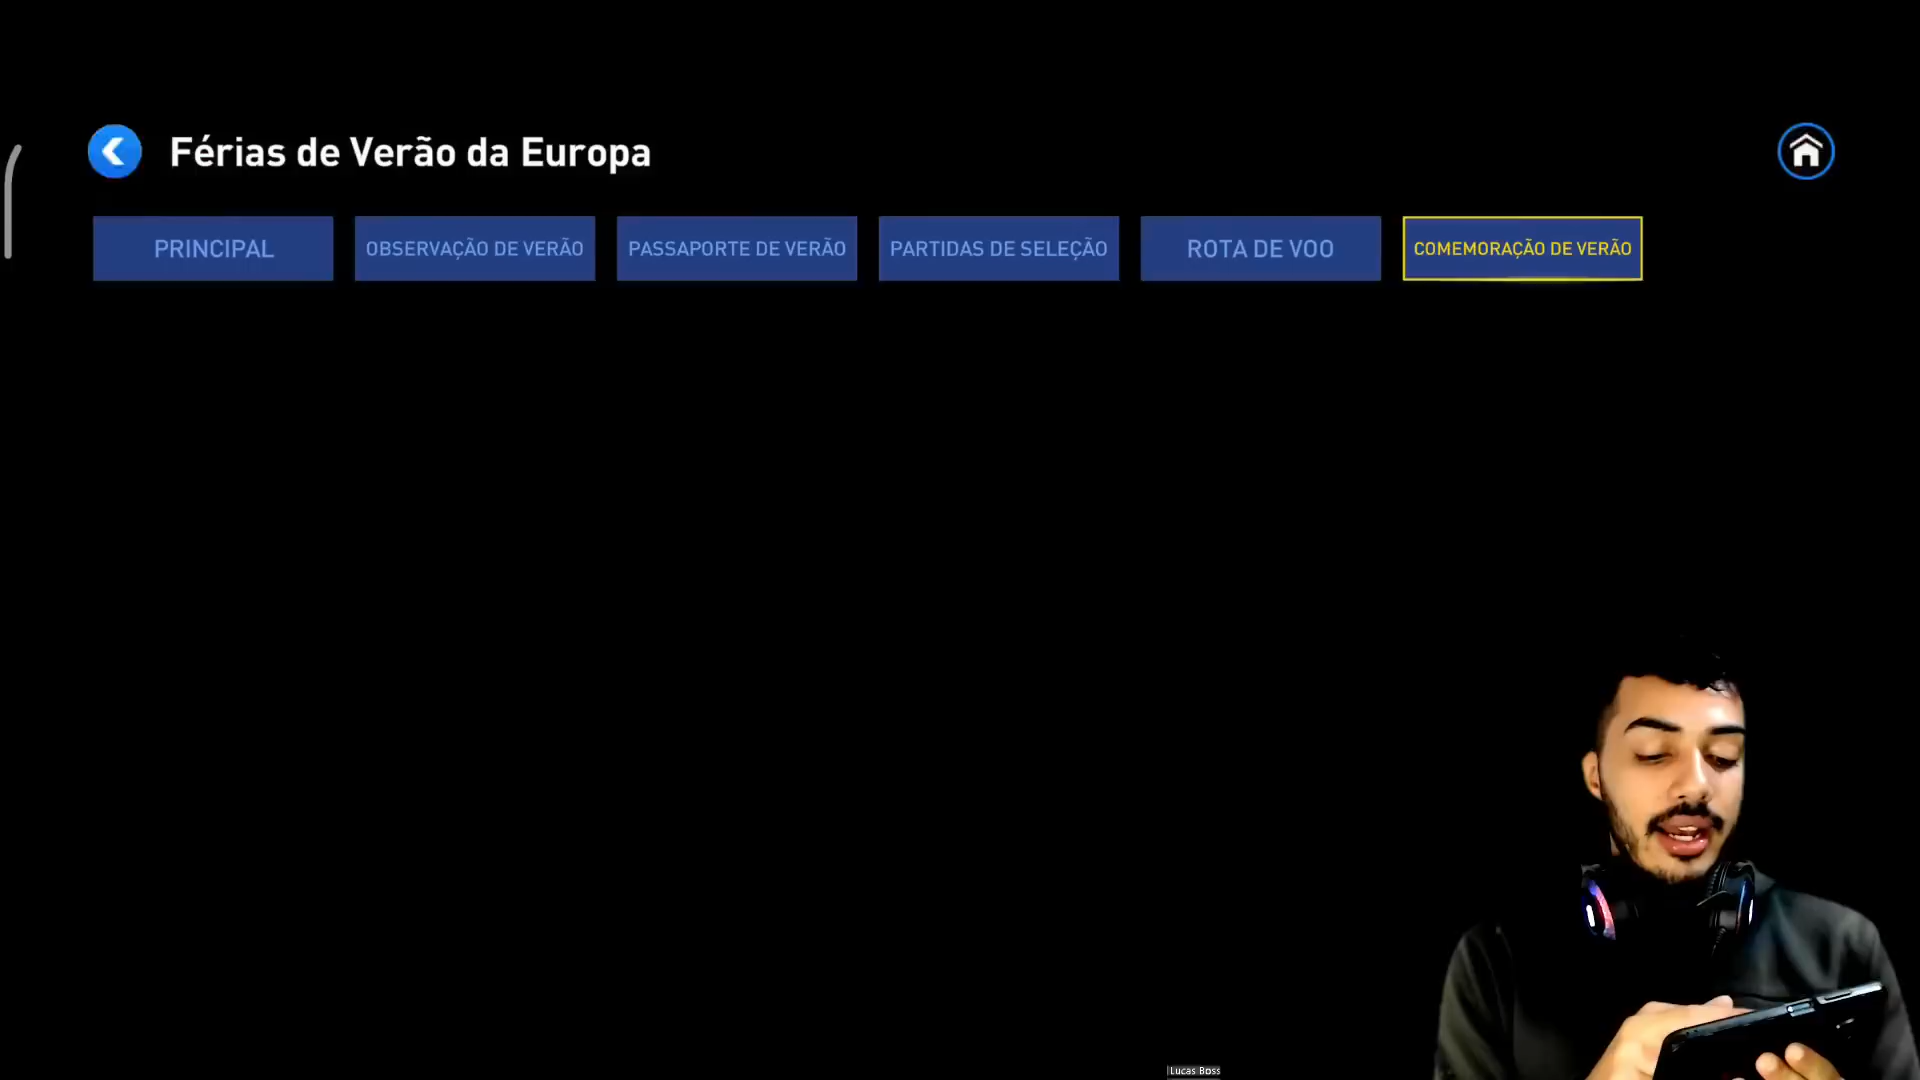 Férias de Verão da Europa
PRINCIPAL
OBSERVAÇÃO DE VERÃO
PASSAPORTE DE VERÃO
PARTIDAS DE SELEÇÃO
ROTA DE VOO
COMEMORAÇÃO DE VERÃO
Lucas Boss